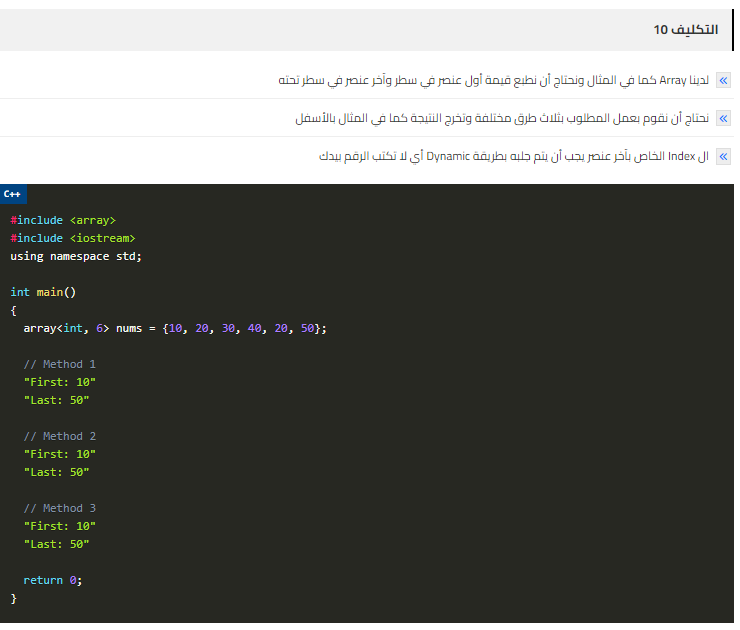 التكليف 10
لدينا Array كما في المثال ونحتاج أن نطبع قيمة أول عنصر في سطر وآخر عنصر في سطر تحته
نحتاج أن نقوم بعمل المطلوب بثلاث طرق مختلفة وتخرج النتيجة كما في المثال بالأسفل
ال Index الخاص بآخر عنصر يجب أن يتم جلبه بطريقة Dynamic أي لا تكتب الرقم بيدك
C++
#include <array>
#include <iostream>
using namespace std;
int main()
{
  array<int, 6> nums = {10, 20, 30, 40, 20, 50};
  // Method 1
  "First: 10"
  "Last: 50"
  // Method 2
  "First: 10"
  "Last: 50"
  // Method 3
  "First: 10"
  "Last: 50"
  return 0;
}